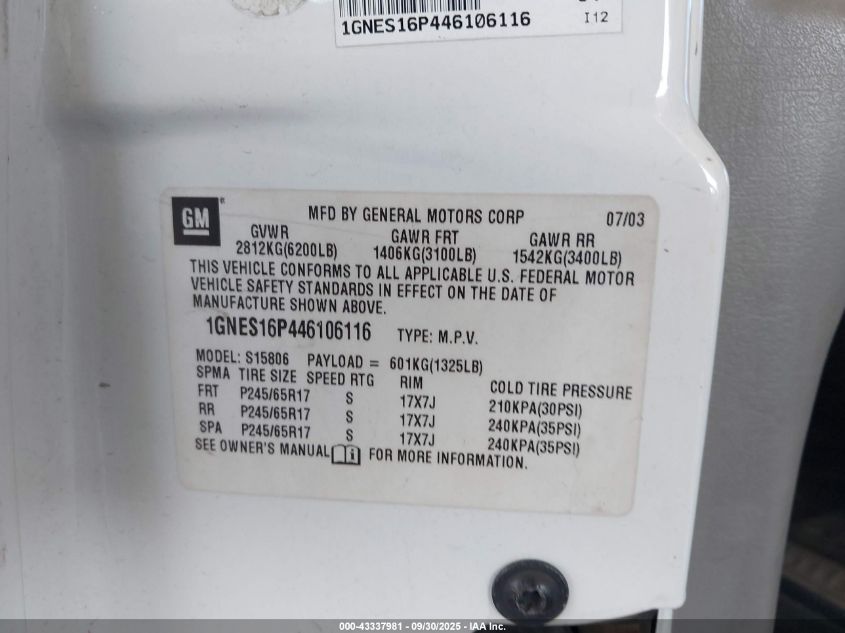 1GNES16P446106116
I12
GM
MFD BY GENERAL MOTORS CORP 07/03
GVWR GAWR FRT GAWR RR
2812KG(6200LB) 1406KG(3100LB) 1542KG(3400LB)
THIS VEHICLE CONFORMS TO ALL APPLICABLE U.S. FEDERAL MOTOR
VEHICLE SAFETY STANDARDS IN EFFECT ON THE DATE OF
MANUFACTURE SHOWN ABOVE.
1GNES16P446106116 TYPE: M.P.V.
MODEL: S15806 PAYLOAD = 601KG(1325LB)
SPMA TIRE SIZE SPEED RTG RIM COLD TIRE PRESSURE
FRT P245/65R17 S 17X7J 210KPA(30PSI)
RR P245/65R17 S 17X7J 240KPA(35PSI)
SPA P245/65R17 S 17X7J 240KPA(35PSI)
SEE OWNER'S MANUAL FOR MORE INFORMATION.
000-43337981 - 09/30/2025 - IAA Inc.